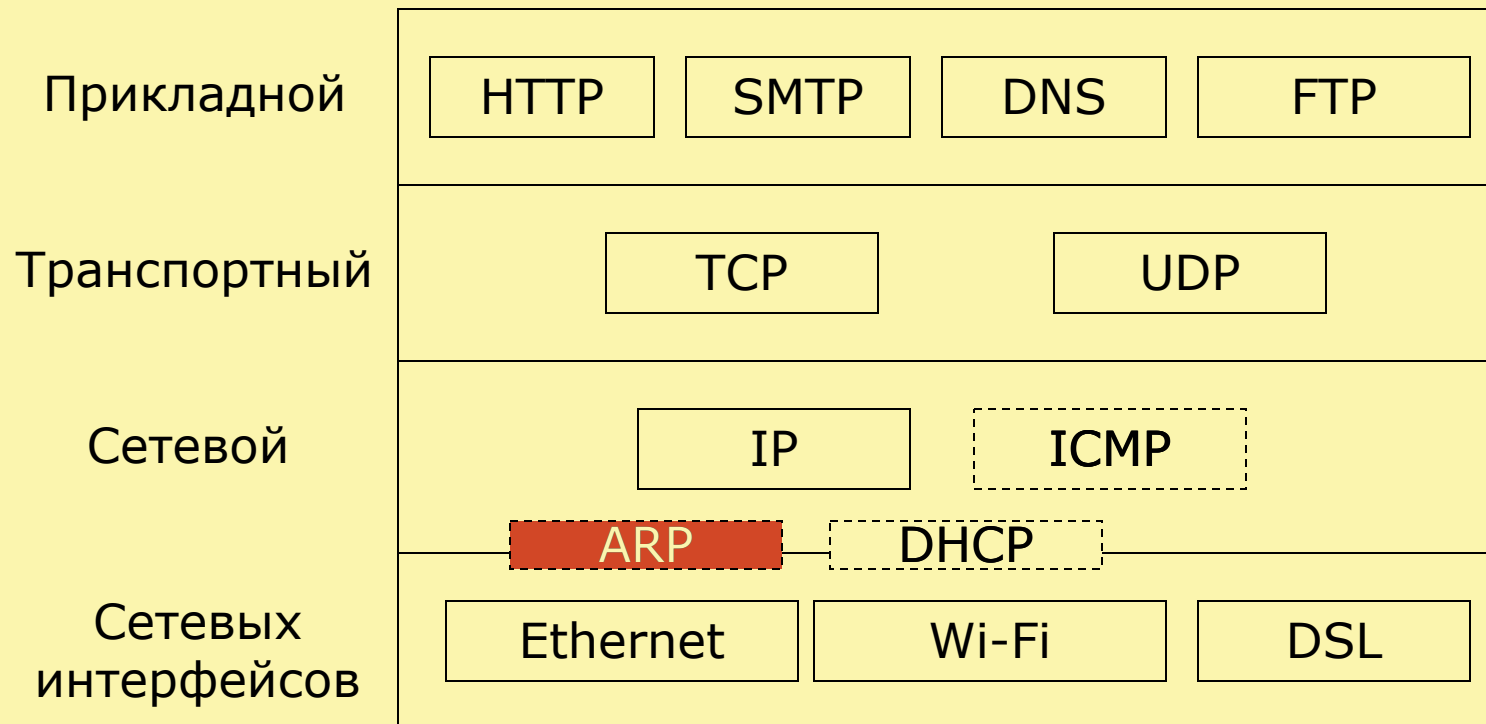 Прикладной
HTTP SMTP DNS FTP
Транспортный
TCP UDP
Сетевой
IP ICMP
ARP DHCP
Сетевых
интерфейсов
Ethernet Wi-Fi DSL